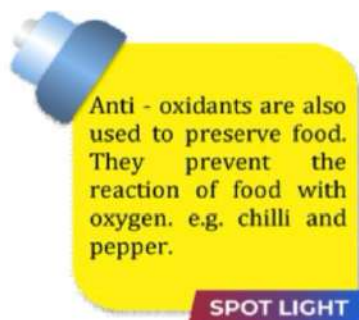 Anti - oxidants are also
used to preserve food.
They prevent the
reaction of food with
oxygen. e.g. chilli and
pepper.
SPOT LIGHT